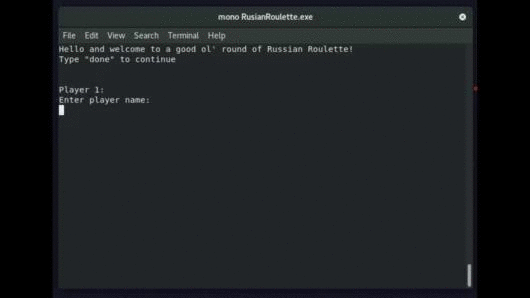 mono RusianRoulette.exe
File Edit View Search Terminal Help
Hello and welcome to a good ol' round of Russian Roulette!
Type "done" to continue
Player 1:
Enter player name: